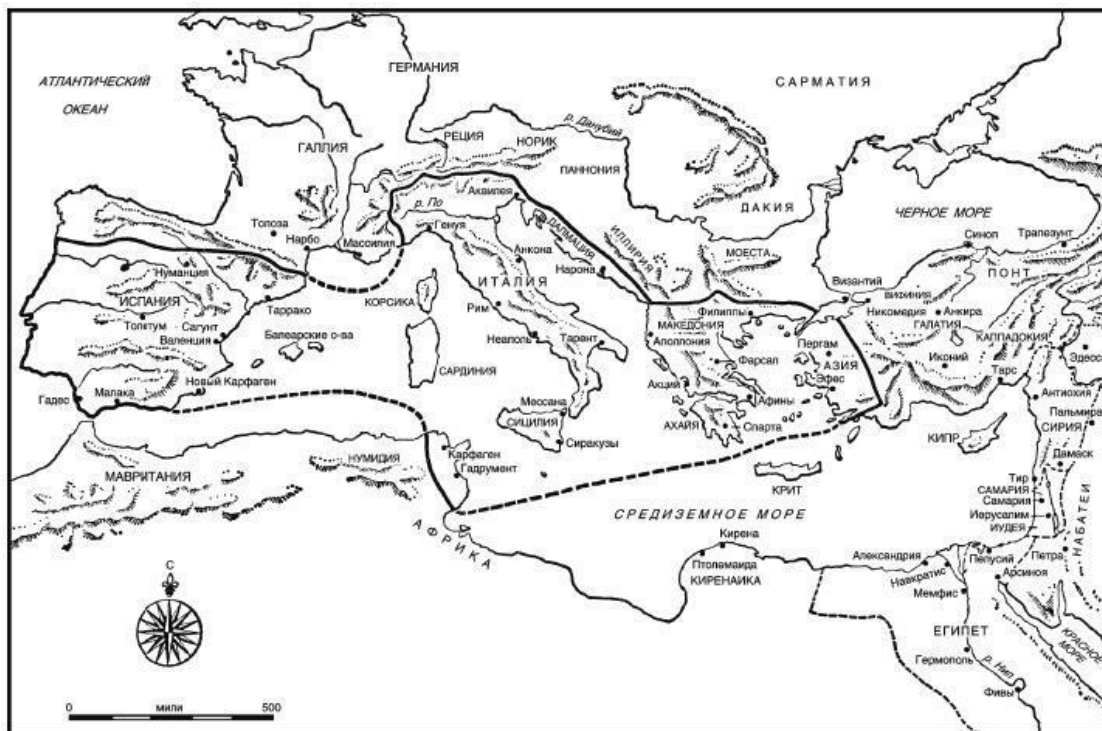 АТЛАНТИЧЕСКИЙ
ОКЕАН
ГЕРМАНИЯ
САРМАТИЯ
РЕЦИЯ
НОРИК
р. Данубий
ГАЛЛИЯ
ПАННОНИЯ
ДАКИЯ
ЧЕРНОЕ МОРЕ
Аквилея
р. По
Толоза
Нарбо
Массилия
Генуя
ДАЛМАЦИЯ
ИЛЛИРИЯ
МОЕСТА
Синоп
Трапезунт
Анкона
Нарона
ПОНТ
Нуманция
ИСПАНИЯ
Таррако
КОРСИКА
ИТАЛИЯ
Рим
Византий
ВИФИНИЯ
Никомедия
Анкира
ГАЛАТИЯ
Филиппы
МАКЕДОНИЯ
Аполлония
Толетум
Сагунт
Валенция
Балеарские о-ва
Неаполь
Тарент
Пергам
АЗИЯ
Фарсал
КАППАДОКИЯ
Эдесса
Иконий
Тарс
САРДИНИЯ
Новый Карфаген
Малака
Гадес
Акций
Афины
Эфес
Антиохия
Мессана
СИЦИЛИЯ
Сиракузы
АХАЙЯ
Спарта
Пальмира
СИРИЯ
КИПР
Карфаген
НУМИДИЯ
Гадрумент
МАВРИТАНИЯ
КРИТ
Дамаск
Тир
САМАРИЯ
Самария
Иерусалим
ИУДЕЯ
НАБАТЕИ
АФРИКА
СРЕДИЗЕМНОЕ МОРЕ
Кирена
Птолемаида
КИРЕНАИКА
Александрия
Навкратис
Пелусий
Петра
Арсиноя
Мемфис
С
ЕГИПЕТ
КРАСНОЕ
МОРЕ
Гермополь
р. Нил
Фивы
0 мили 500